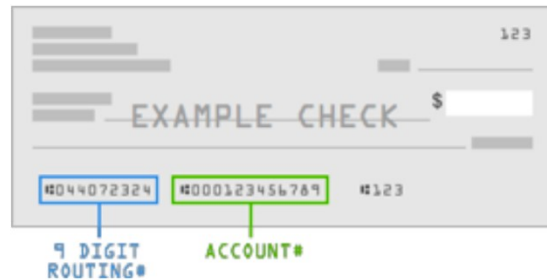 123
$
EXAMPLE CHECK
⑆044072324 ⑆000123456789 ⑆123
9 DIGIT ACCOUNT#
ROUTING#